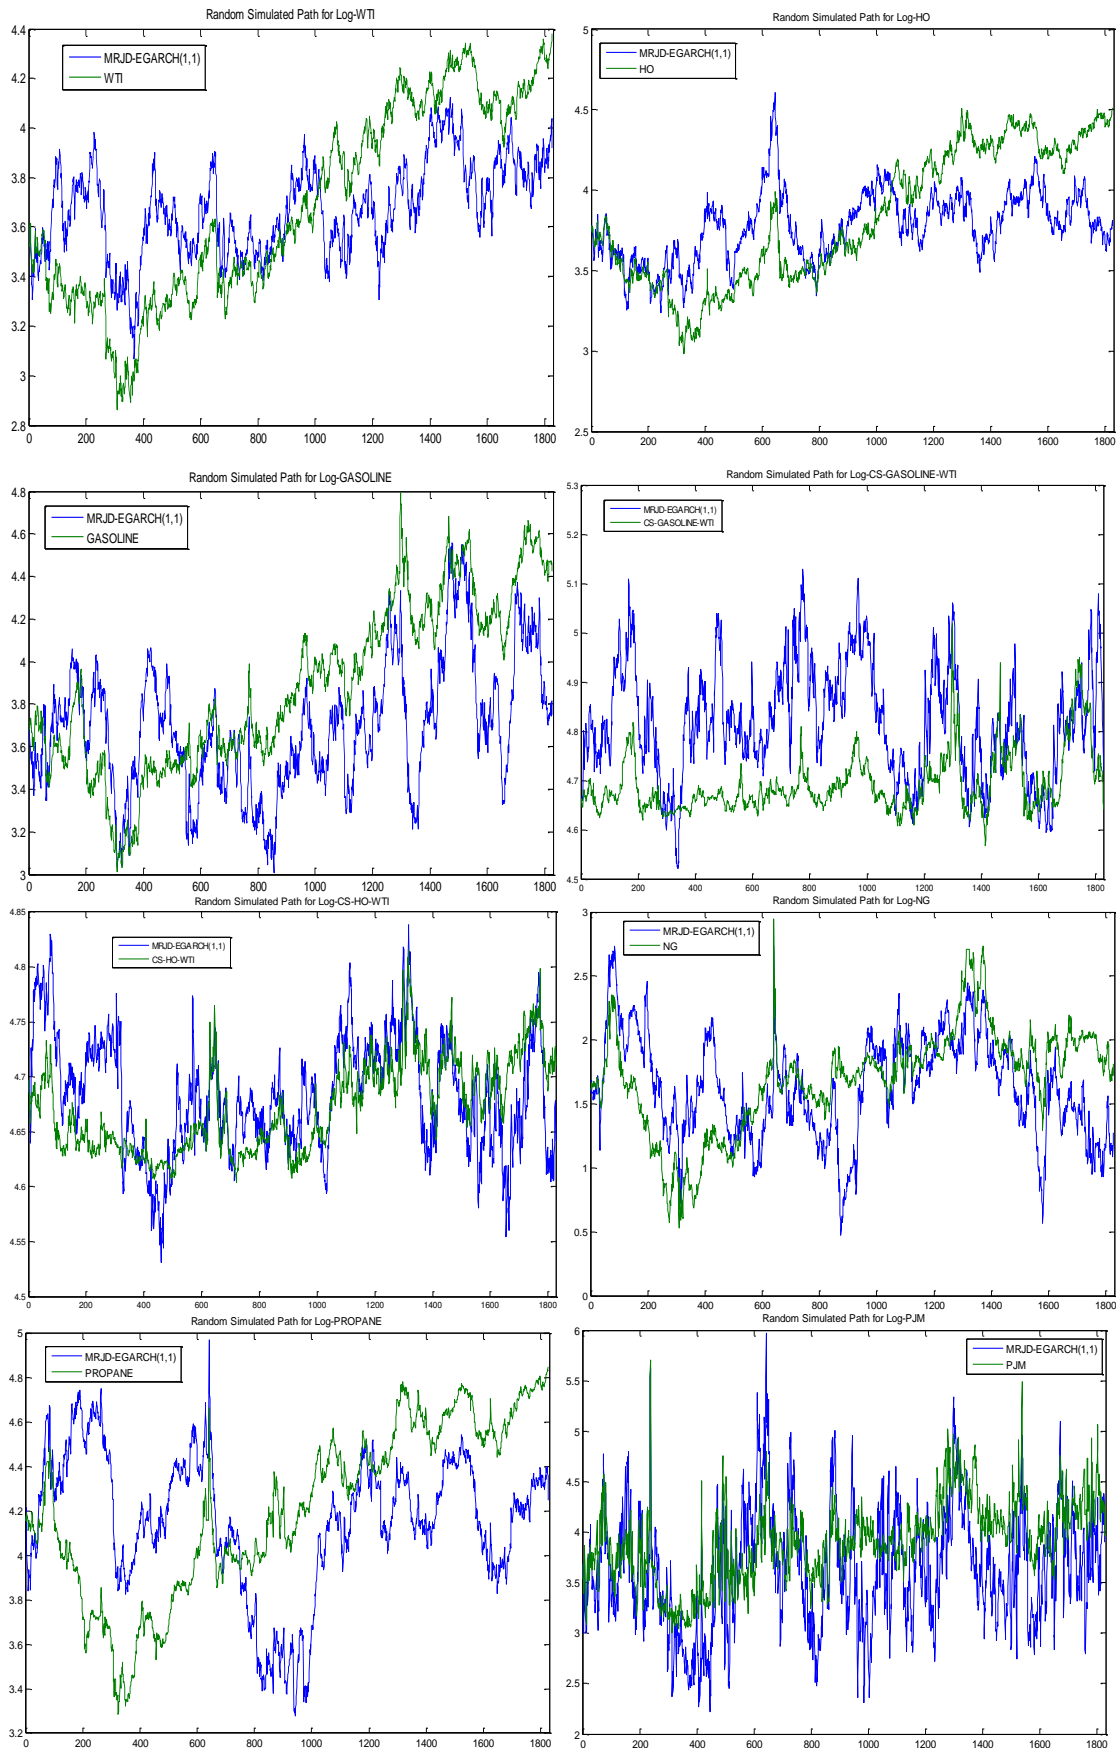 Random Simulated Path for Log-WTI
4.4
4.2
4
3.8
3.6
3.4
3.2
3
2.8
MRJD-EGARCH(1,1)
WTI
0 200 400 600 800 1000 1200 1400 1600 1800
Random Simulated Path for Log-HO
5
4.5
4
3.5
3
2.5
MRJD-EGARCH(1,1)
HO
0 200 400 600 800 1000 1200 1400 1600 1800
Random Simulated Path for Log-GASOLINE
4.8
4.6
4.4
4.2
4
3.8
3.6
3.4
3.2
3
MRJD-EGARCH(1,1)
GASOLINE
0 200 400 600 800 1000 1200 1400 1600 1800
Random Simulated Path for Log-CS-GASOLINE-WTI
5.3
5.2
5.1
5
4.9
4.8
4.7
4.6
4.5
MRJD-EGARCH(1,1)
CS-GASOLINE-WTI
0 200 400 600 800 1000 1200 1400 1600 1800
Random Simulated Path for Log-CS-HO-WTI
4.85
4.8
4.75
4.7
4.65
4.6
4.55
4.5
MRJD-EGARCH(1,1)
CS-HO-WTI
0 200 400 600 800 1000 1200 1400 1600 1800
Random Simulated Path for Log-NG
3
2.5
2
1.5
1
0.5
0
MRJD-EGARCH(1,1)
NG
0 200 400 600 800 1000 1200 1400 1600 1800
Random Simulated Path for Log-PROPANE
5
4.8
4.6
4.4
4.2
4
3.8
3.6
3.4
3.2
MRJD-EGARCH(1,1)
PROPANE
0 200 400 600 800 1000 1200 1400 1600 1800
Random Simulated Path for Log-PJM
6
5.5
5
4.5
4
3.5
3
2.5
2
MRJD-EGARCH(1,1)
PJM
0 200 400 600 800 1000 1200 1400 1600 1800